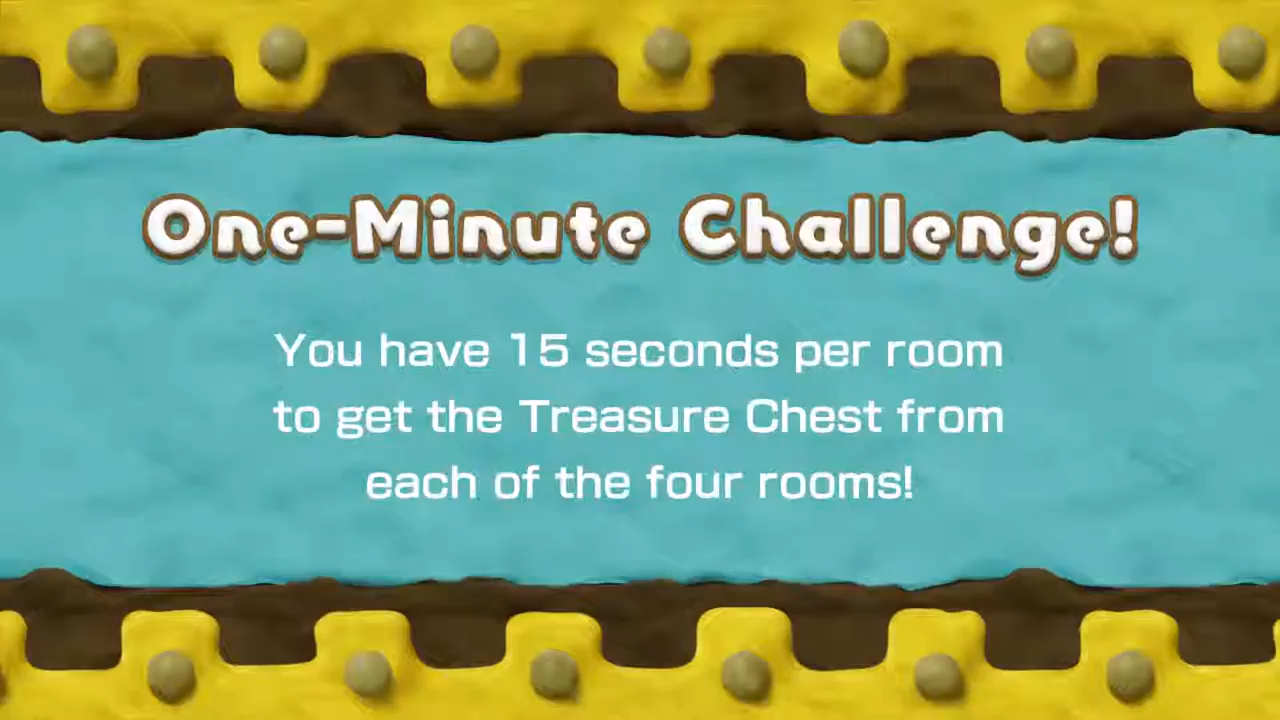 One-Minute Challenge!
You have 15 seconds per room
to get the Treasure Chest from
each of the four rooms!